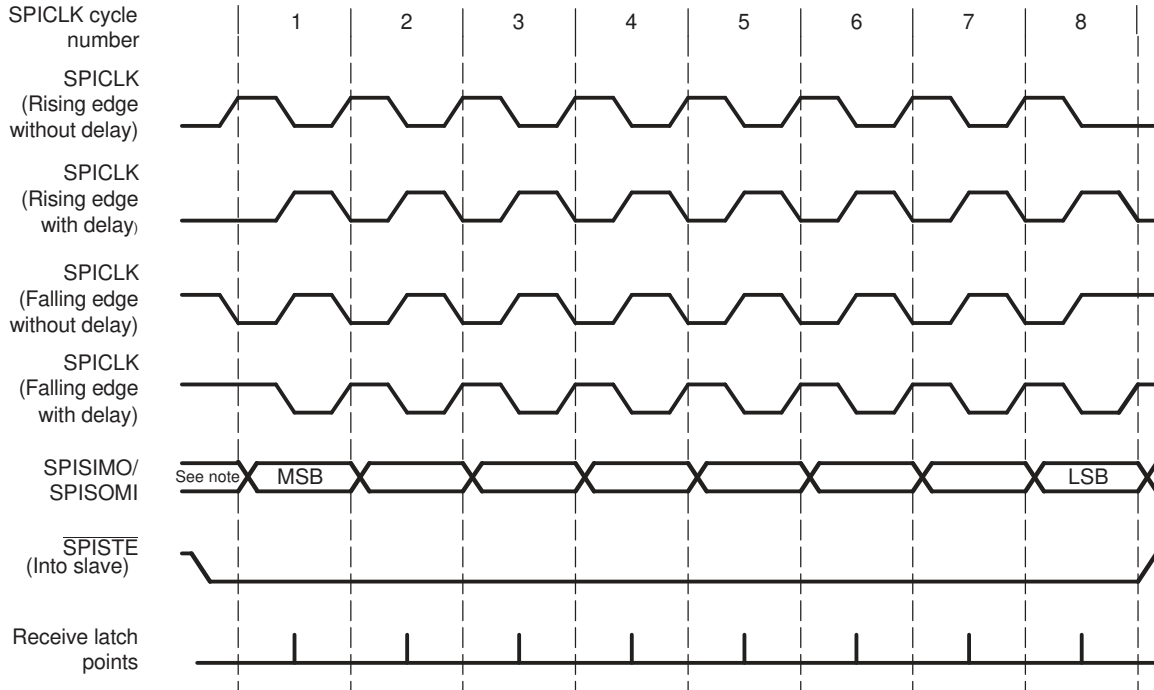 SPICLK cycle
number
1 2 3 4 5 6 7 8
SPICLK
(Rising edge
without delay)
SPICLK
(Rising edge
with delay)
SPICLK
(Falling edge
without delay)
SPICLK
(Falling edge
with delay)
SPISIMO/
SPISOMI
See note
MSB
LSB
SPISTE
(Into slave)
Receive latch
points